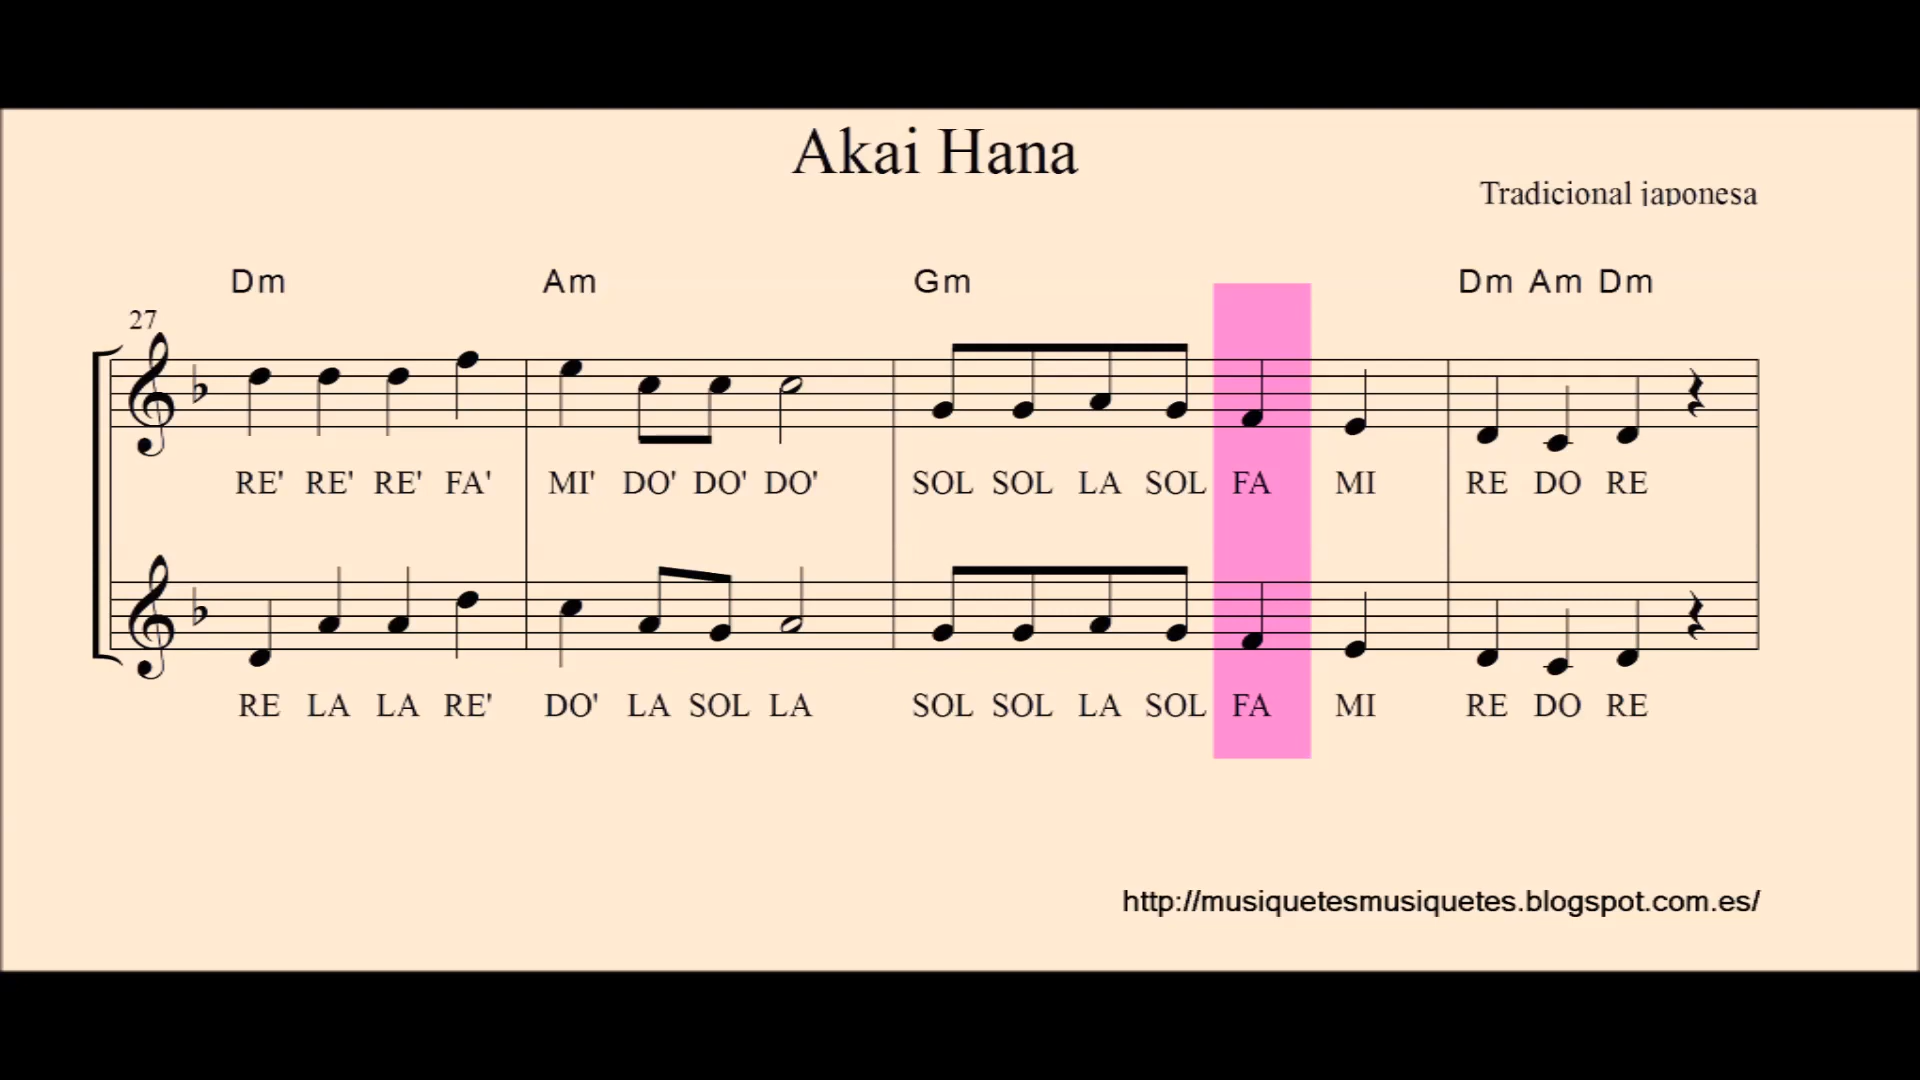 Akai Hana
Tradicional japonesa
Dm Am Gm Dm Am Dm
27
RE' RE' RE' FA' MI' DO' DO' DO' SOL SOL LA SOL FA MI RE DO RE
RE LA LA RE' DO' LA SOL LA SOL SOL LA SOL FA MI RE DO RE
http://musiquetesmusiquetes.blogspot.com.es/